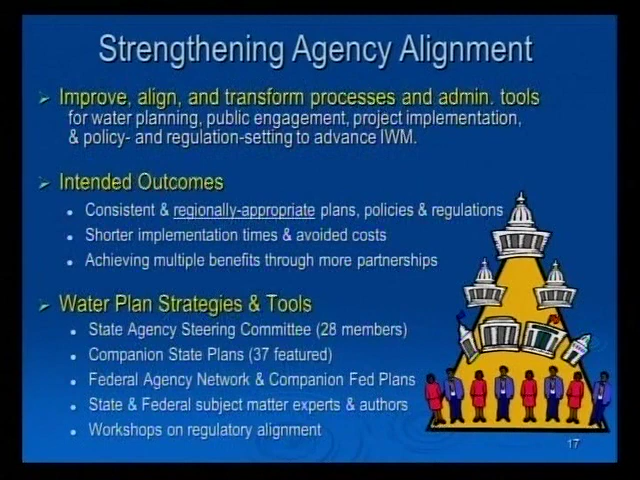 Strengthening Agency Alignment
Improve, align, and transform processes and admin. tools
for water planning, public engagement, project implementation,
& policy- and regulation-setting to advance IWM.
Intended Outcomes
Consistent & regionally-appropriate plans, policies & regulations
Shorter implementation times & avoided costs
Achieving multiple benefits through more partnerships
Water Plan Strategies & Tools
State Agency Steering Committee (28 members)
Companion State Plans (37 featured)
Federal Agency Network & Companion Fed Plans
State & Federal subject matter experts & authors
Workshops on regulatory alignment
17